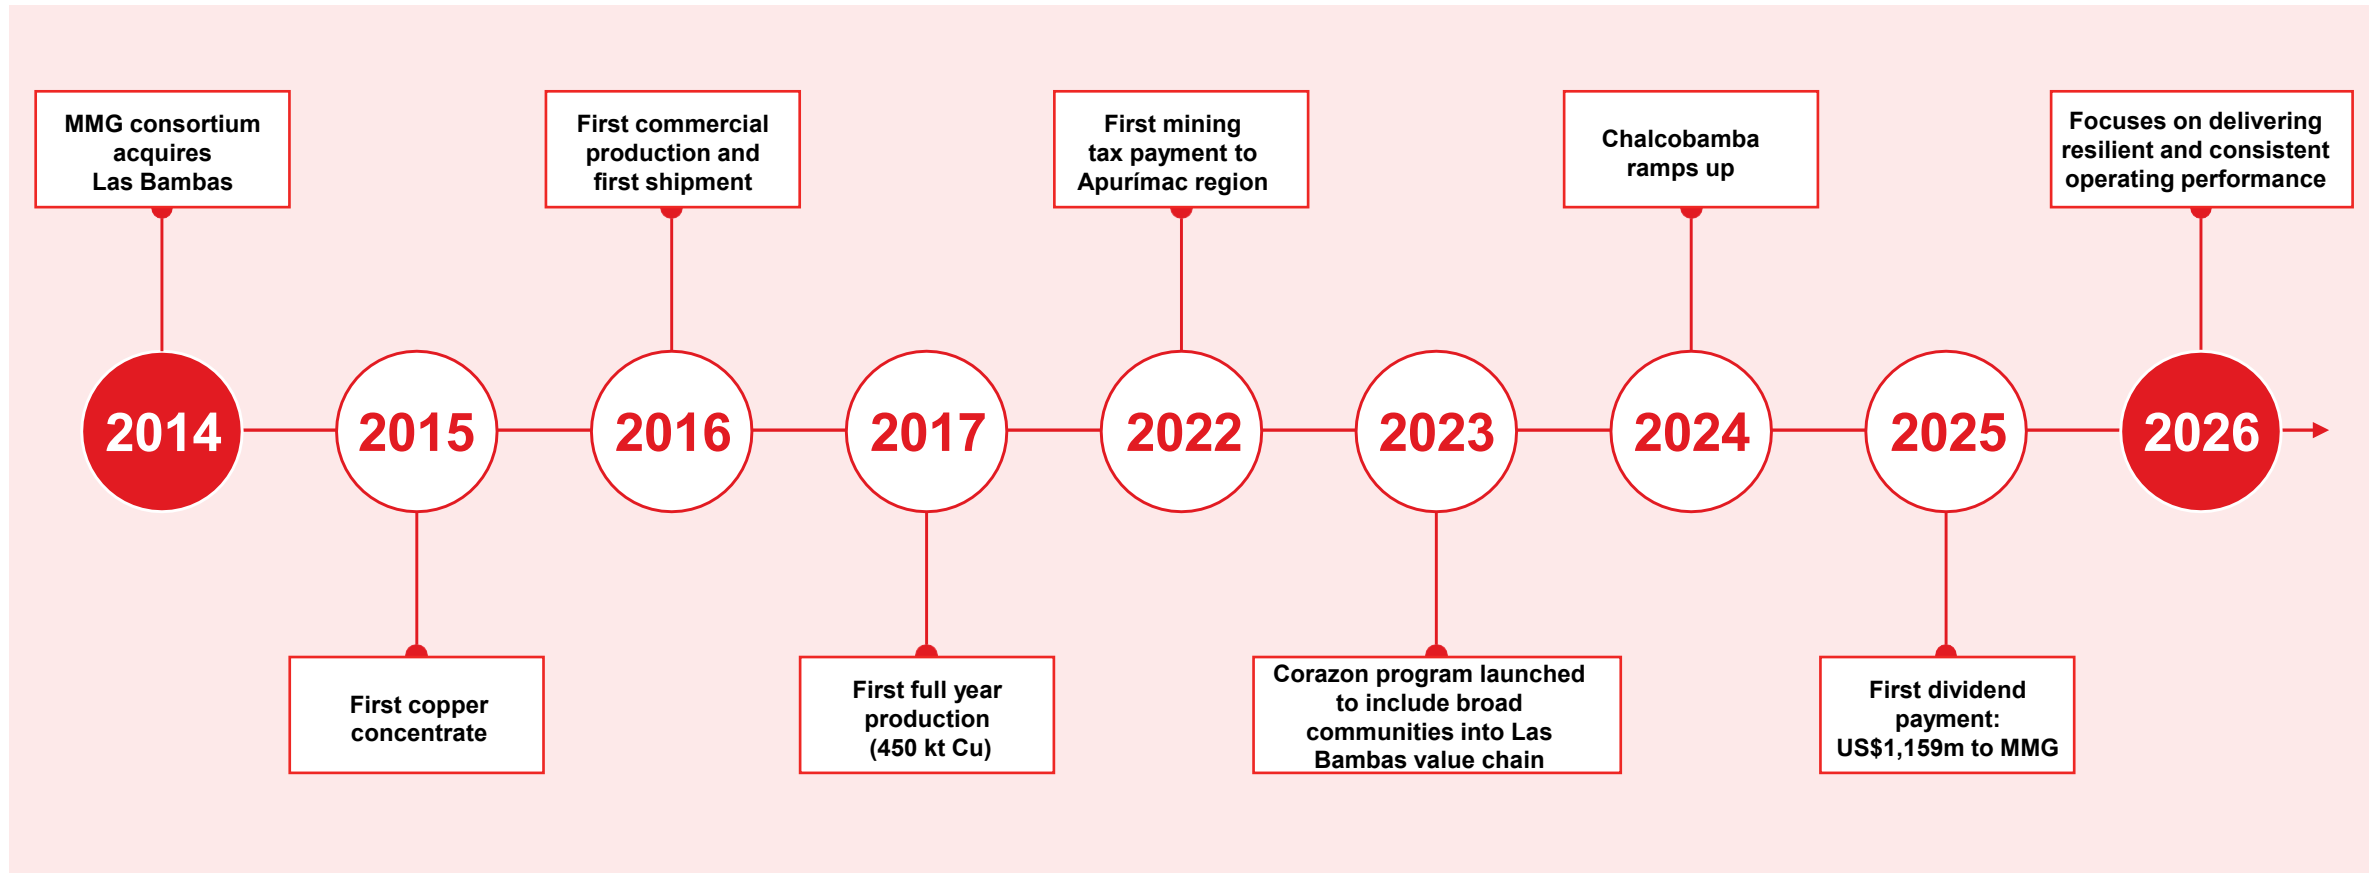 MMG consortium
acquires
Las Bambas
First commercial
production and
first shipment
First mining
tax payment to
Apurímac region
Chalcobamba
ramps up
Focuses on delivering
resilient and consistent
operating performance
2014
2015
2016
2017
2022
2023
2024
2025
2026
First copper
concentrate
First full year
production
(450 kt Cu)
Corazon program launched
to include broad
communities into Las
Bambas value chain
First dividend
payment:
US$1,159m to MMG